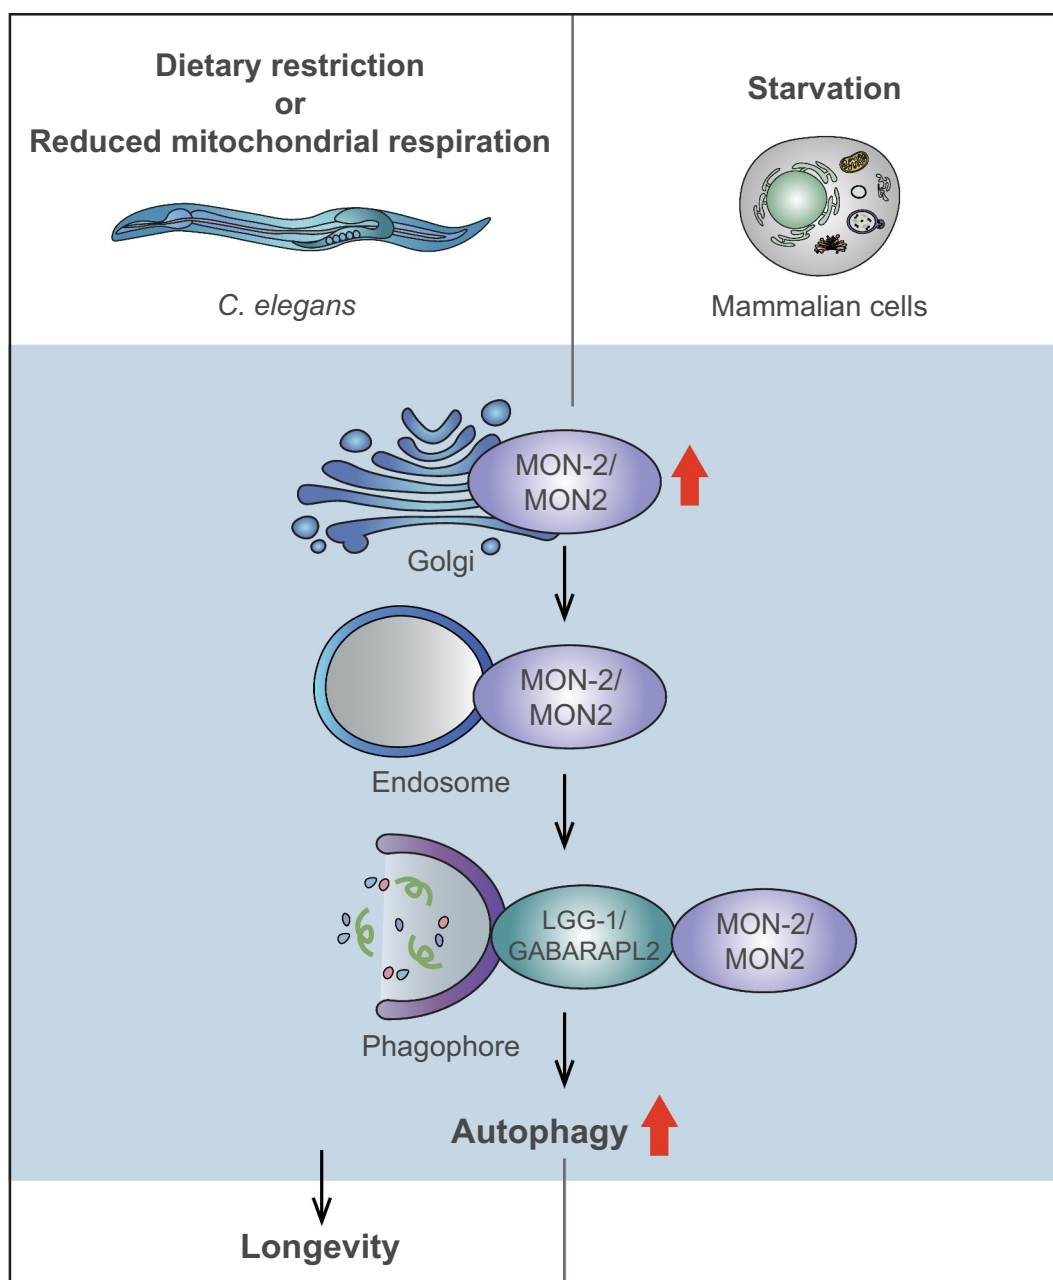 Dietary restriction
or
Reduced mitochondrial respiration
C. elegans
Starvation
Mammalian cells
MON-2/
MON2
Golgi
MON-2/
MON2
Endosome
LGG-1/
GABARAPL2
MON-2/
MON2
Phagophore
Autophagy
Longevity